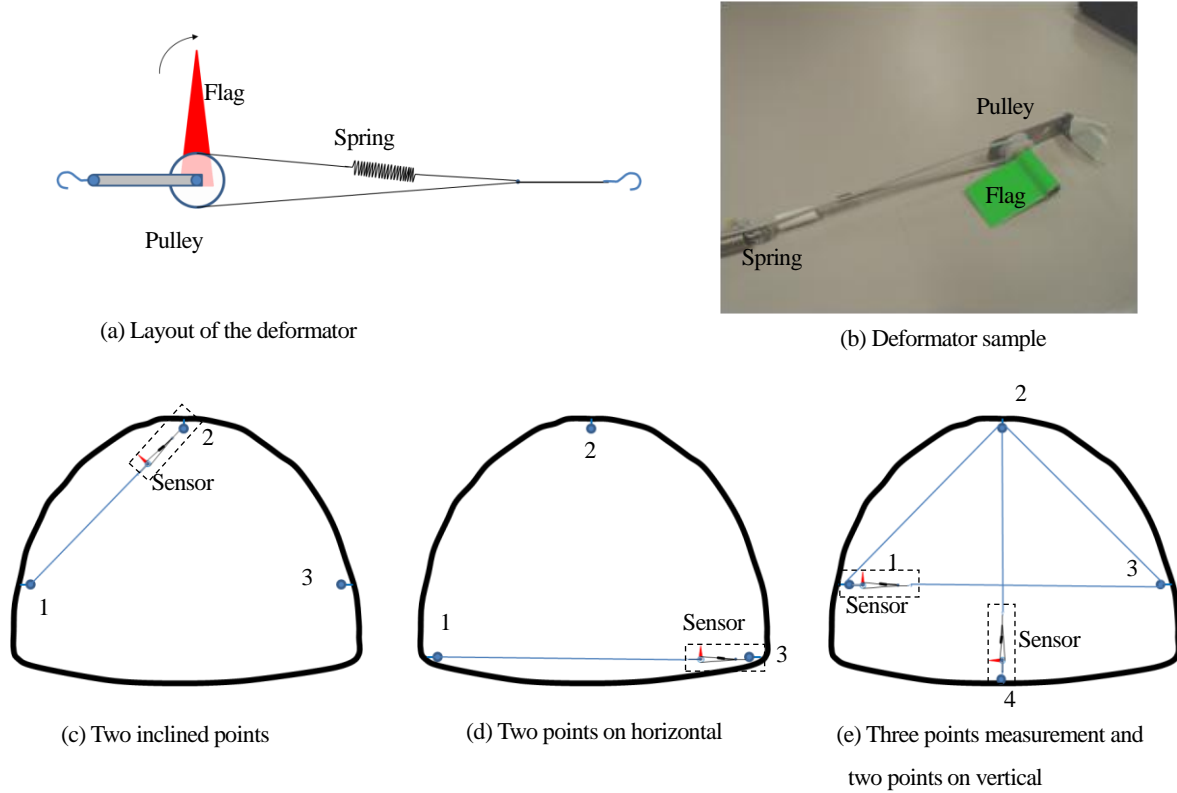 Flag
Spring
Pulley
(a) Layout of the deformator
Pulley
Flag
Spring
(b) Deformator sample
2
Sensor
3
1
(c) Two inclined points
2
1
Sensor
3
(d) Two points on horizontal
2
1
3
Sensor
Sensor
4
(e) Three points measurement and
two points on vertical